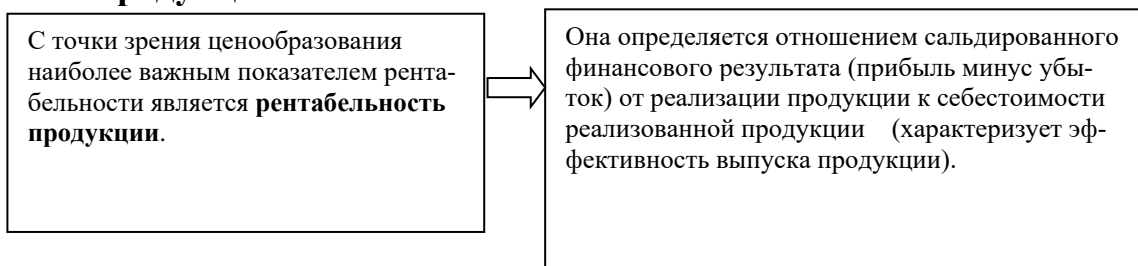 С точки зрения ценообразования
наиболее важным показателем рента-
бельности является рентабельность
продукции.
Она определяется отношением сальдированного
финансового результата (прибыль минус убы-
ток) от реализации продукции к себестоимости
реализованной продукции (характеризует эф-
фективность выпуска продукции).